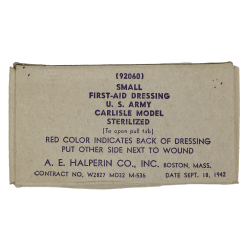 (92060)
SMALL
FIRST-AID DRESSING
U. S. ARMY
CARLISLE MODEL
STERILIZED
[To open pull tab]
RED COLOR INDICATES BACK OF DRESSING
PUT OTHER SIDE NEXT TO WOUND
A. E. HALPERIN CO., INC. BOSTON, MASS.
CONTRACT NO. W2827 MD32 M-536 DATE SEPT. 18, 1942